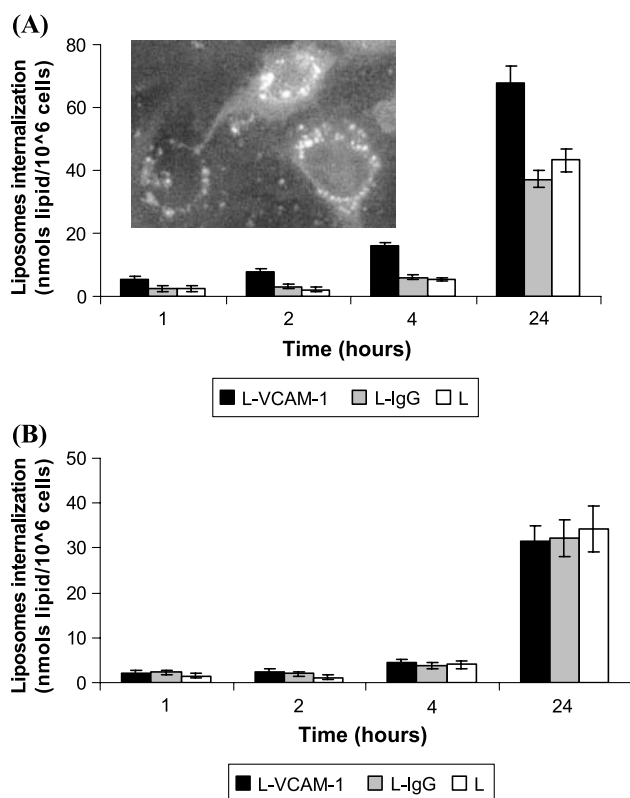 (A)
Liposomes internalization
(nmols lipid/10^6 cells)
80
60
40
20
0
1 2 4 24
Time (hours)
L-VCAM-1 L-IgG L
(B)
Liposomes internalization
(nmols lipid/10^6 cells)
50
40
30
20
10
0
1 2 4 24
Time (hours)
L-VCAM-1 L-IgG L